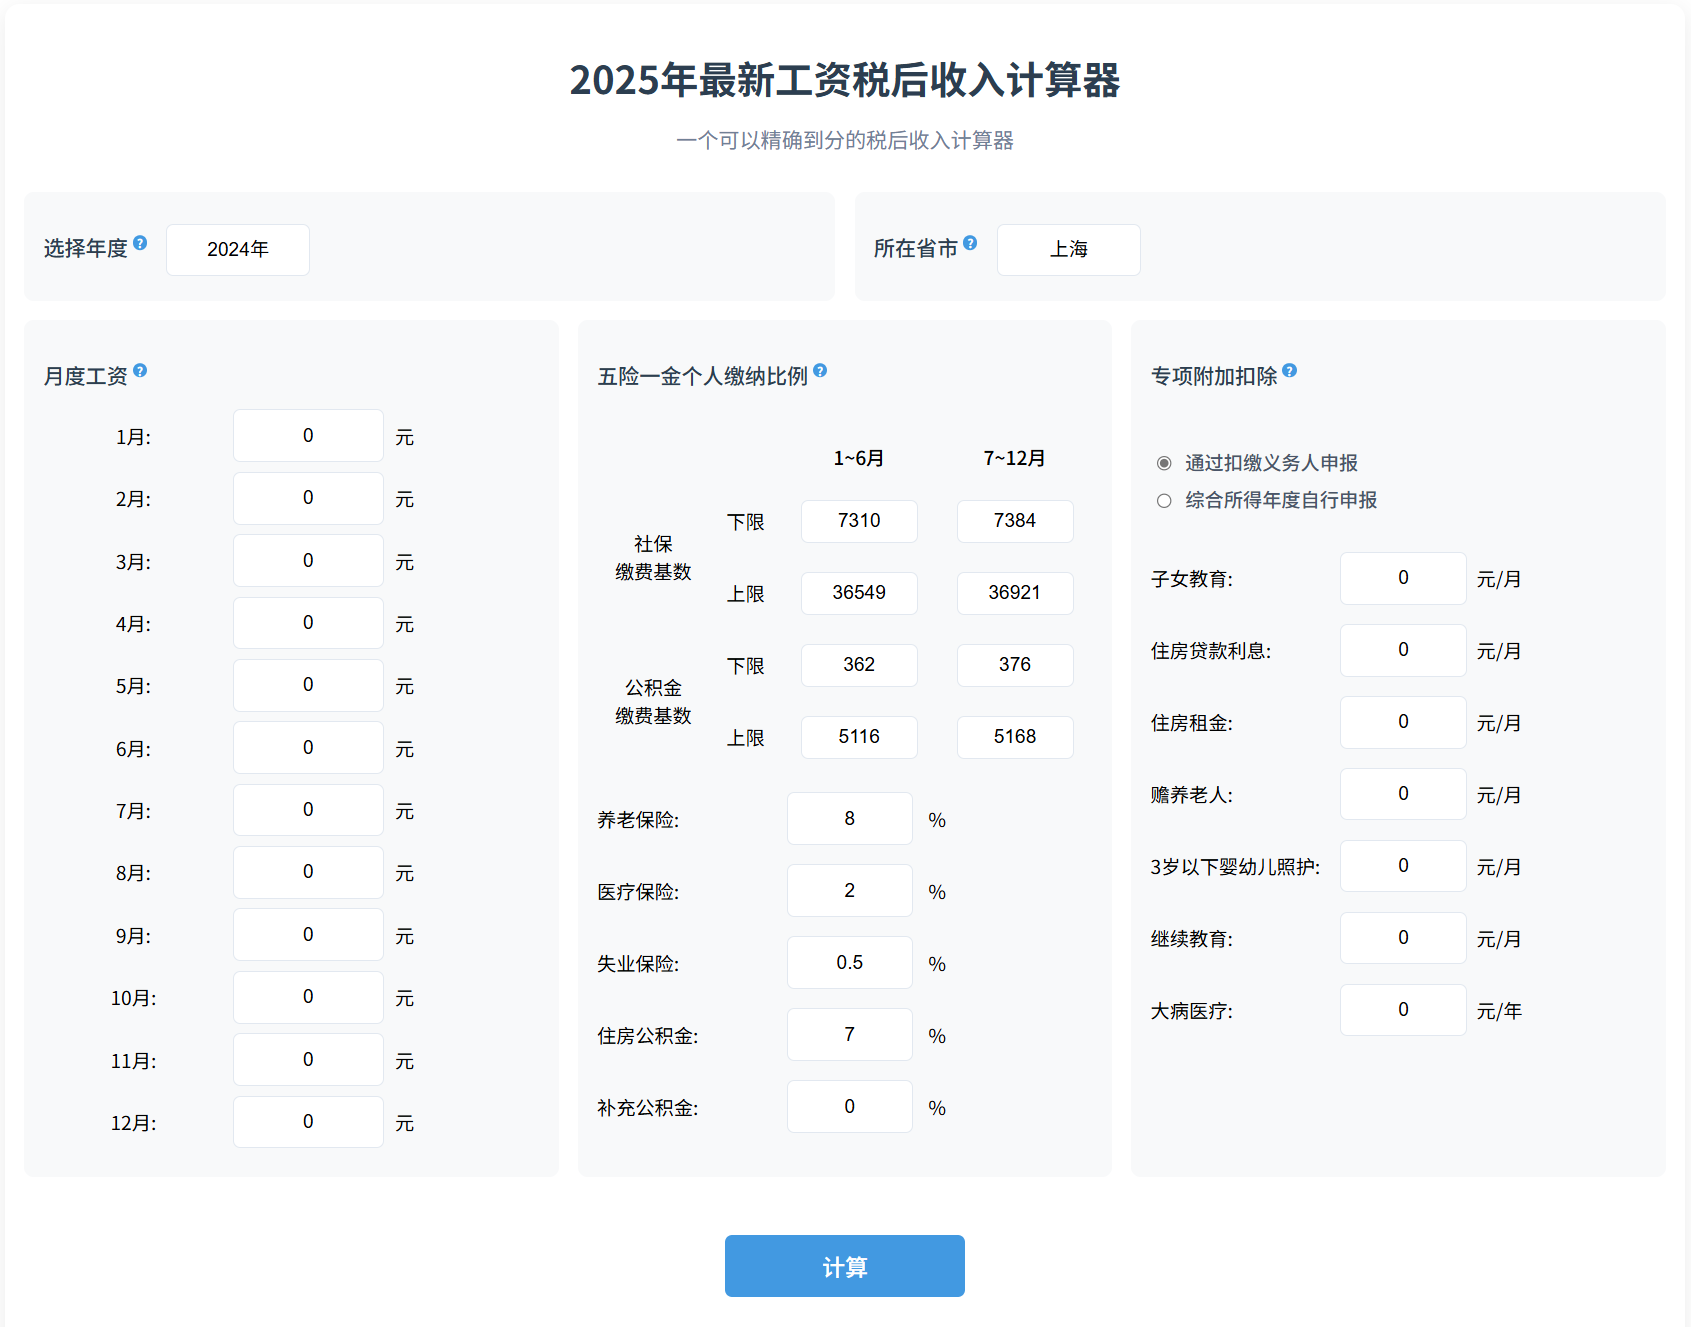 2025年最新工资税后收入计算器
一个可以精确到分的税后收入计算器
选择年度 ? 2024年
所在省市 ? 上海
月度工资 ?
1月: 0 元
2月: 0 元
3月: 0 元
4月: 0 元
5月: 0 元
6月: 0 元
7月: 0 元
8月: 0 元
9月: 0 元
10月: 0 元
11月: 0 元
12月: 0 元
五险一金个人缴纳比例 ?
1~6月 7~12月
社保
缴费基数
下限 7310 7384
上限 36549 36921
公积金
缴费基数
下限 362 376
上限 5116 5168
养老保险: 8 %
医疗保险: 2 %
失业保险: 0.5 %
住房公积金: 7 %
补充公积金: 0 %
专项附加扣除 ?
通过扣缴义务人申报
综合所得年度自行申报
子女教育: 0 元/月
住房贷款利息: 0 元/月
住房租金: 0 元/月
赡养老人: 0 元/月
3岁以下婴幼儿照护: 0 元/月
继续教育: 0 元/月
大病医疗: 0 元/年
计算